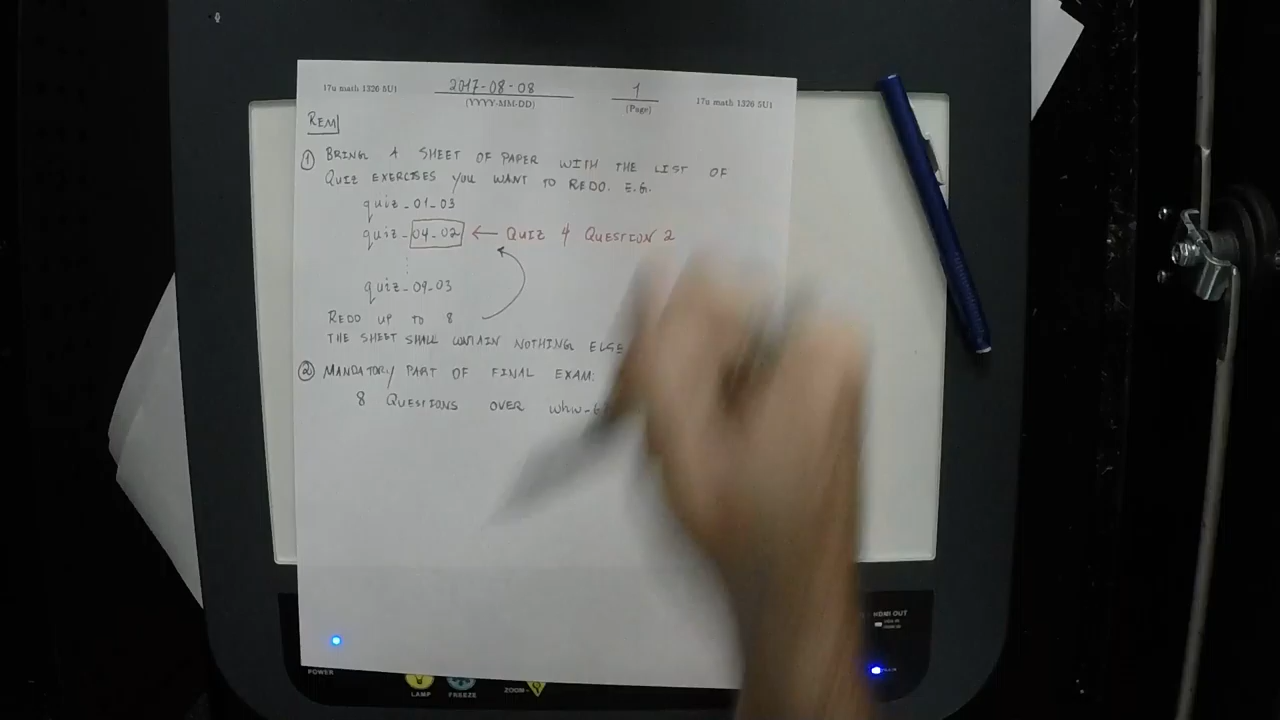 17u math 1326 5U1
2017-08-08
(YYYY-MM-DD)
1
(Page)
17u math 1326 5U1
REM
① BRING A SHEET OF PAPER WITH THE LIST OF
QUIZ EXERCISES YOU WANT TO REDO. E.G.
quiz_01_03
quiz_04_02 ← QUIZ 4 QUESTION 2
⋮
quiz_09_03
REDO UP TO 8
THE SHEET SHALL CONTAIN NOTHING ELSE
② MANDATORY PART OF FINAL EXAM:
8 QUESTIONS OVER
HDMI OUT
POWER
LAMP
FREEZE
ZOOM